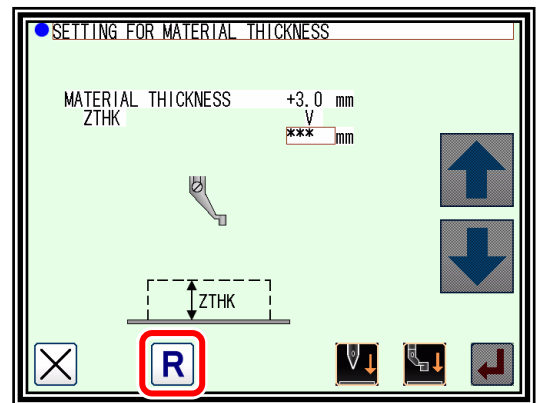 SETTING FOR MATERIAL THICKNESS
MATERIAL THICKNESS +3.0 mm
ZTHK V
*** mm
ZTHK
R